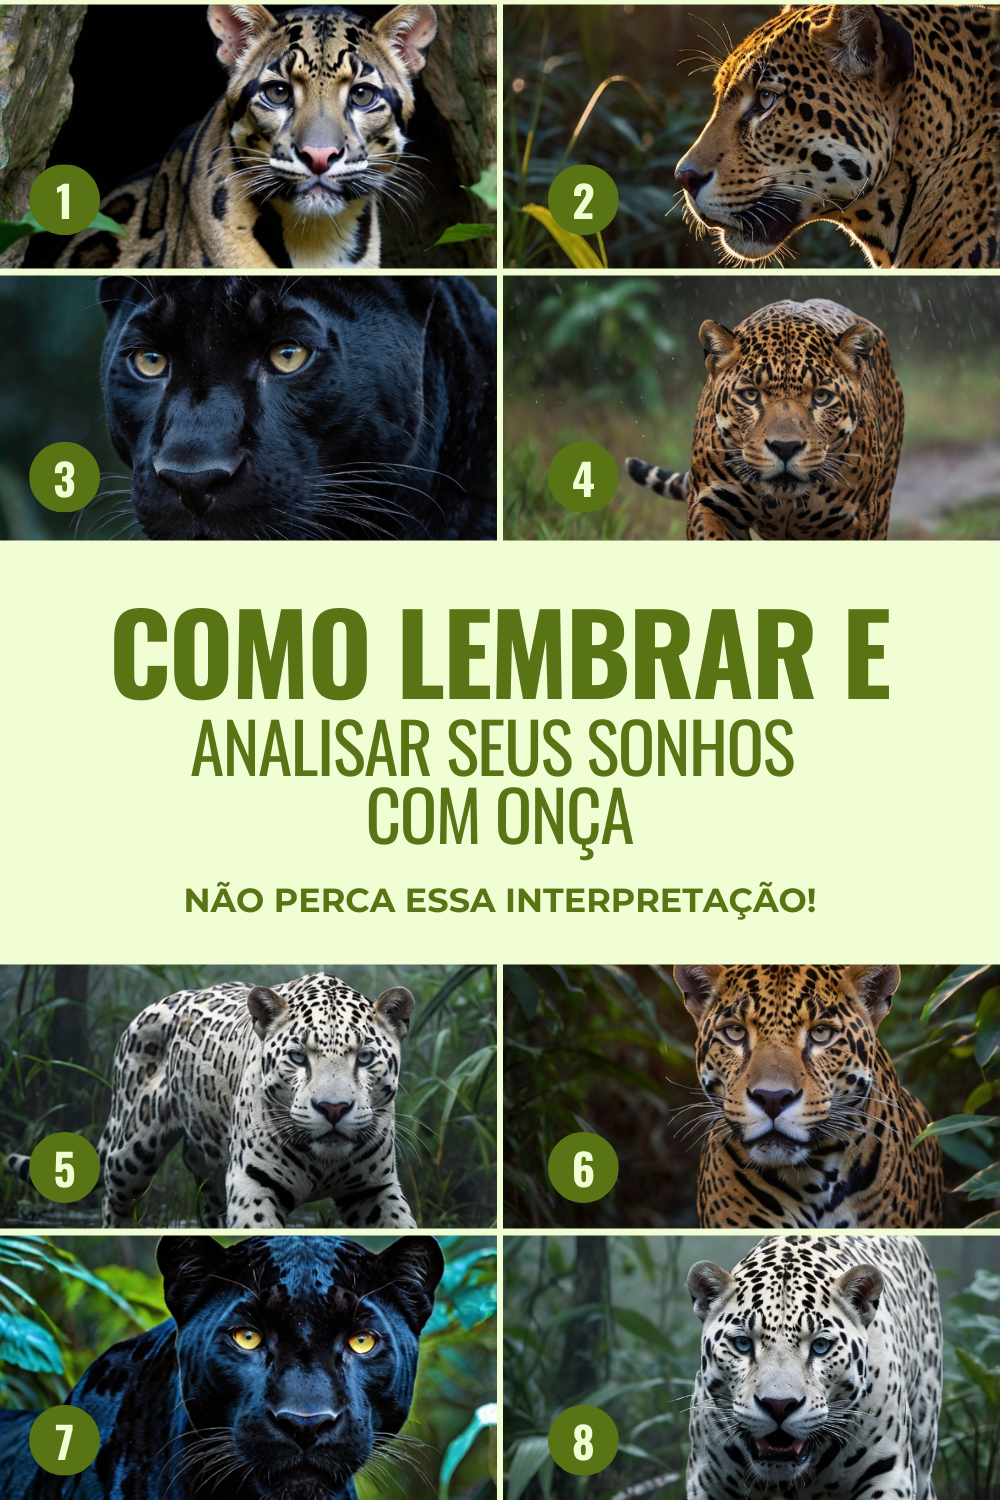 1
2
3
4
COMO LEMBRAR E
ANALISAR SEUS SONHOS
COM ONÇA
NÃO PERCA ESSA INTERPRETAÇÃO!
5
6
7
8